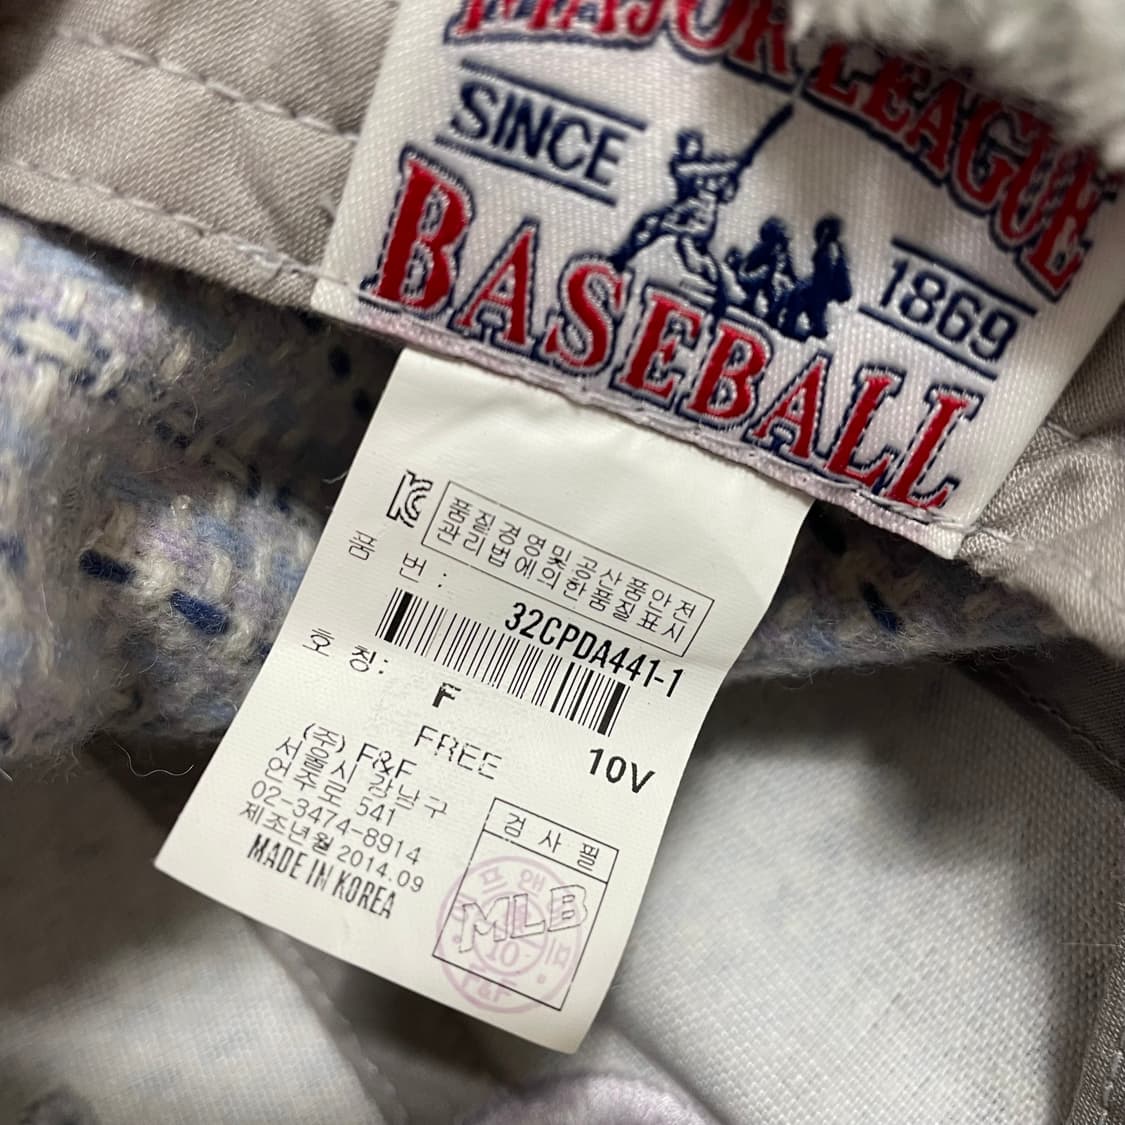 MAJOR LEAGUE
SINCE
1869
BASEBALL
품질경영및공산품안전
관리법에의한품질표시
품 번 :
32CPDA441-1
호 칭:
F
FREE
10V
(주) F&F
서울시 강남구
언주로 541
02-3474-8914
제조년월 2014.09
MADE IN KOREA
검 사 필
MLB
10